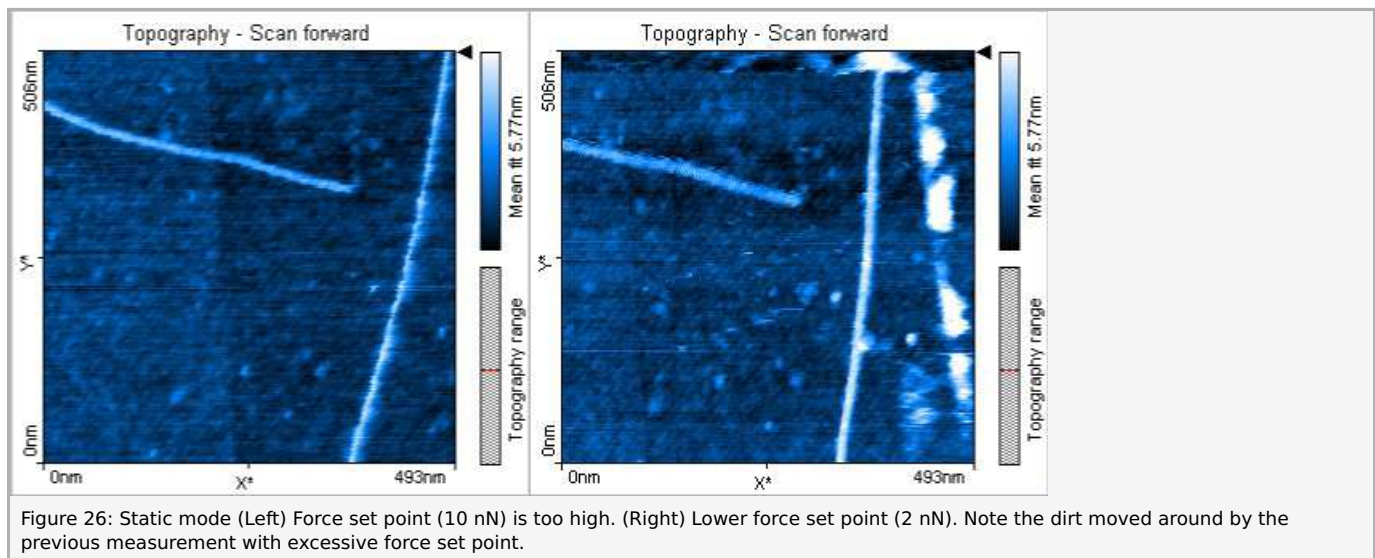 Topography - Scan forward
506nm
Y*
0nm
0nm
X*
493nm
Mean fit 5.77nm
Topography range
Topography - Scan forward
506nm
Y*
0nm
0nm
X*
493nm
Mean fit 5.77nm
Topography range
Figure 26: Static mode (Left) Force set point (10 nN) is too high. (Right) Lower force set point (2 nN). Note the dirt moved around by the
previous measurement with excessive force set point.